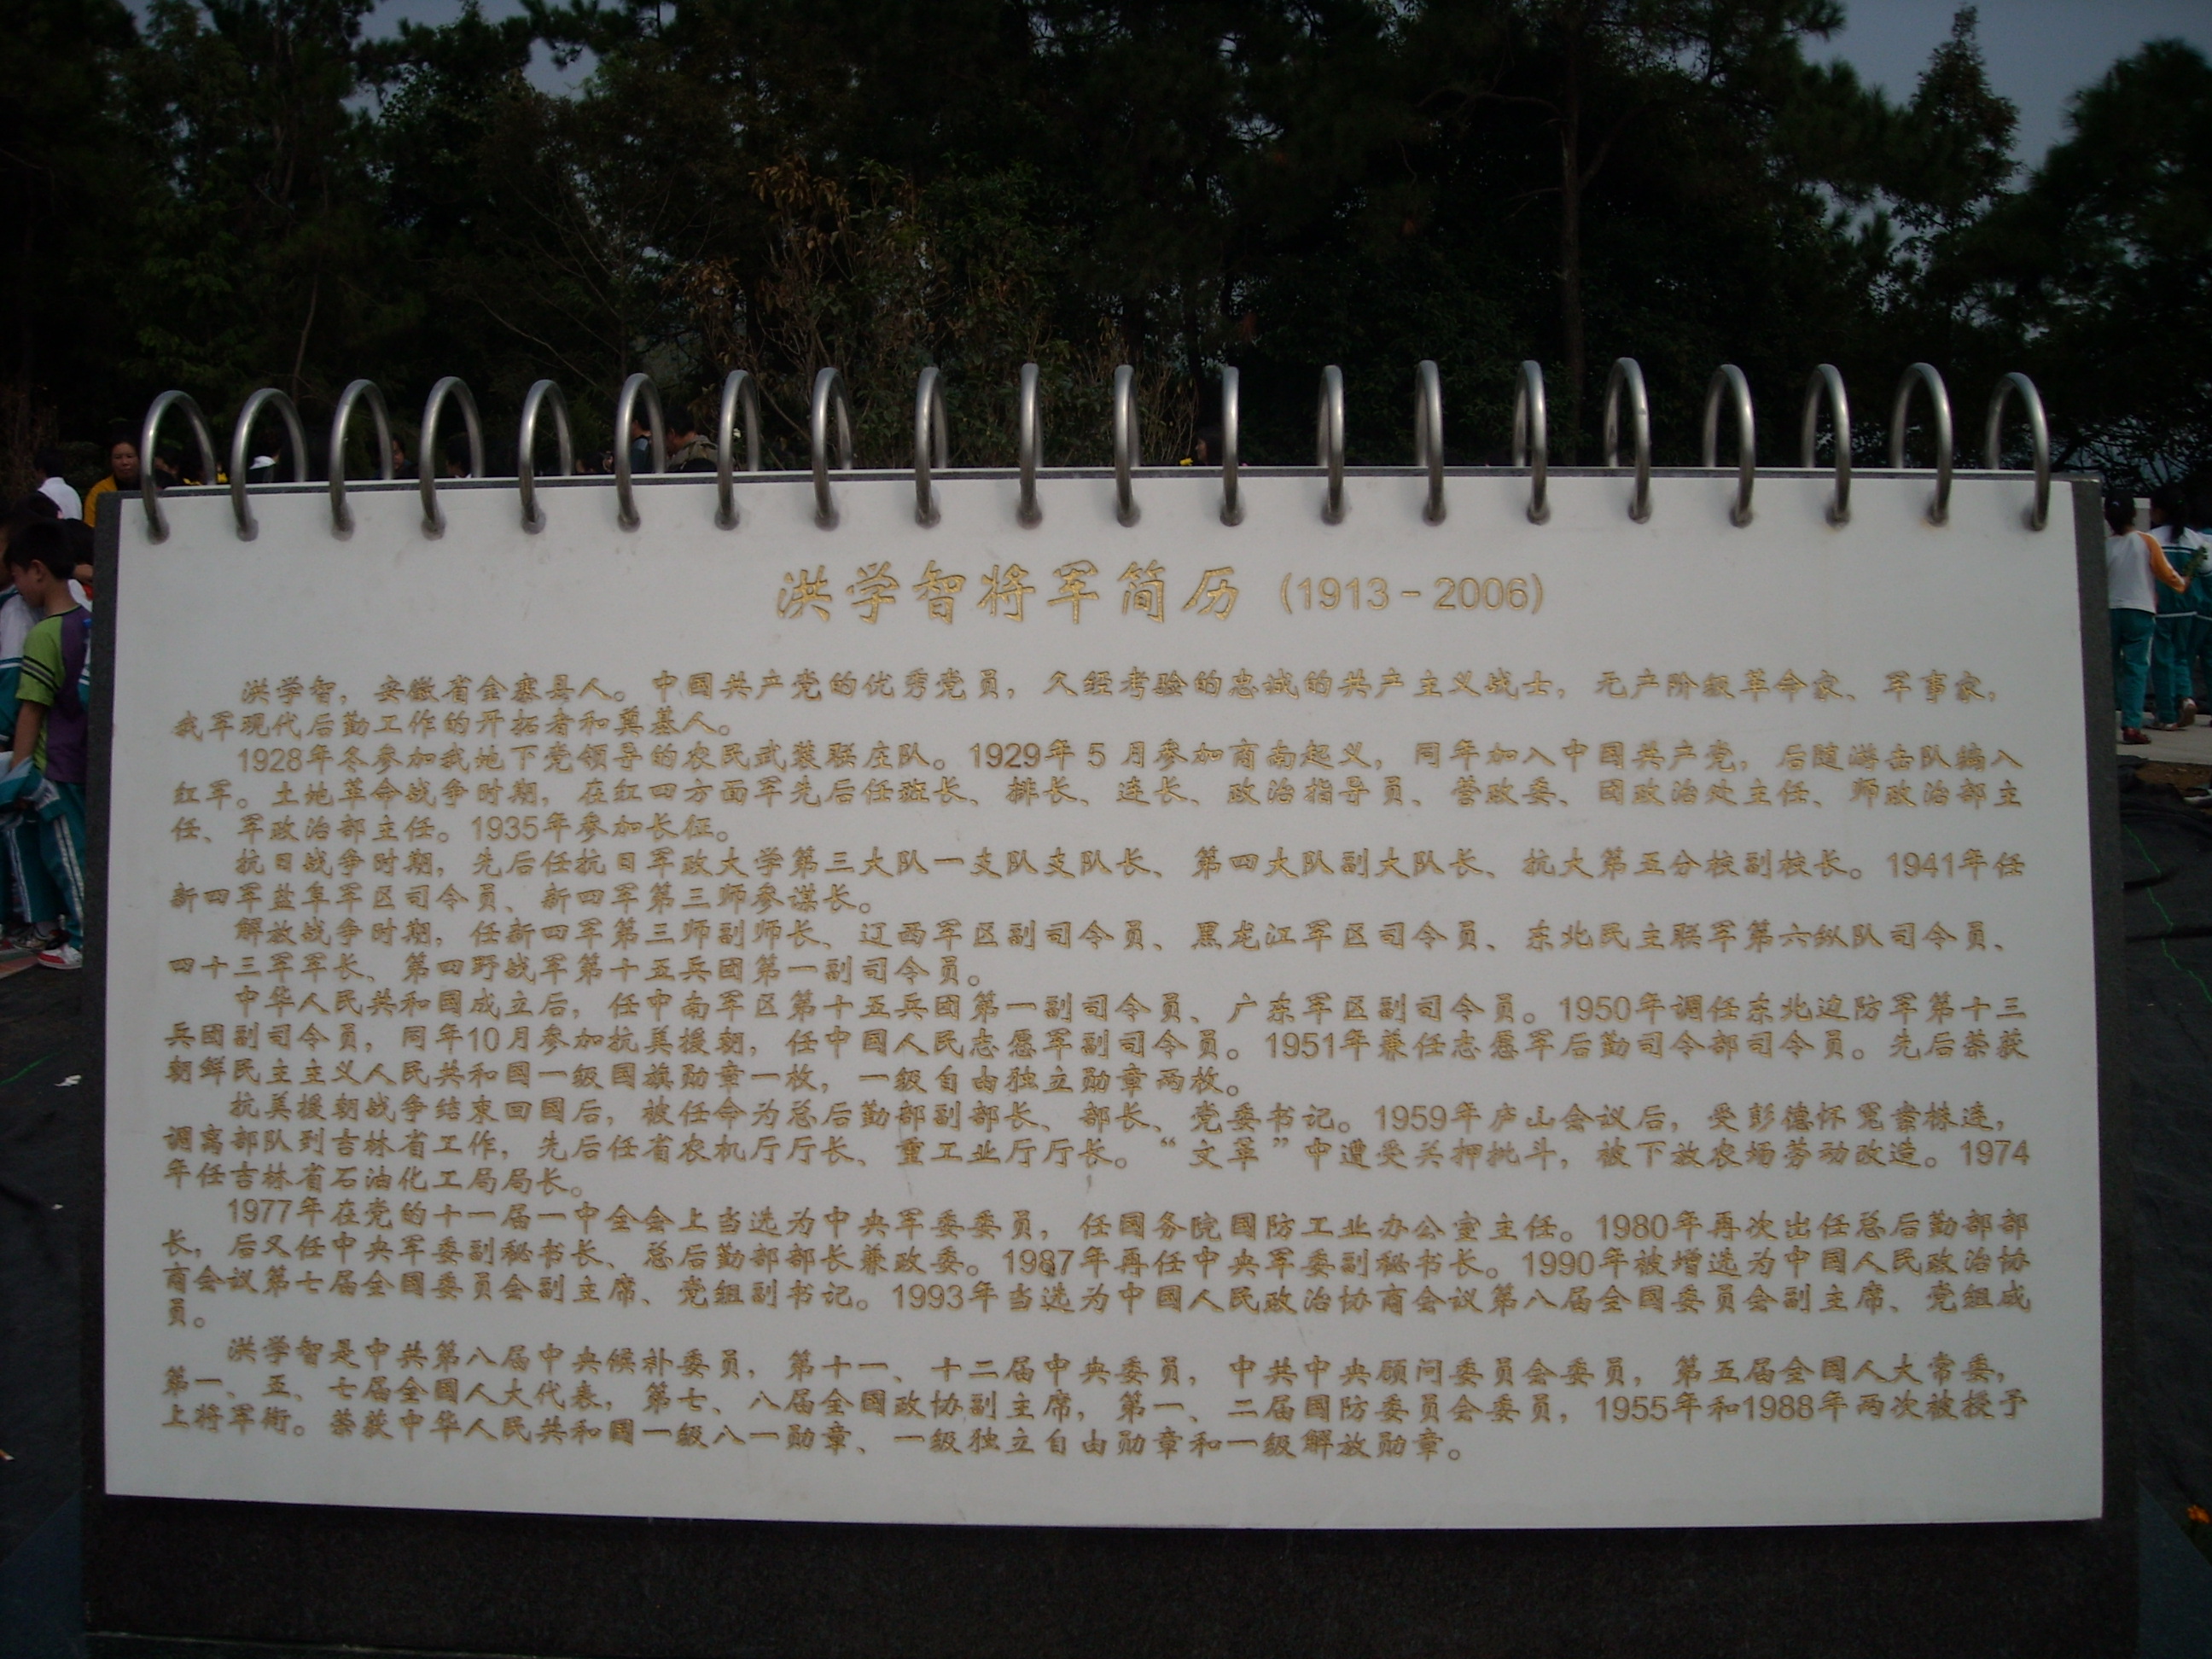 洪学智将军简历 (1913-2006)
洪学智，安徽省金寨县人。中国共产党的优秀党员，久经考验的忠诚的共产主义战士，无产阶级革命家、军事家，
我军现代后勤工作的开拓者和奠基人。
1928年冬参加我地下党领导的农民武装联庄队。1929年5月参加商南起义，同年加入中国共产党，后随游击队编入
红军。土地革命战争时期，在红四方面军先后任班长、排长、连长、政治指导员、营政委、团政治处主任、师政治部主
任、军政治部主任。1935年参加长征。
抗日战争时期，先后任抗日军政大学第三大队一支队支队长、第四大队副大队长、抗大第五分校副校长。1941年任
新四军盐阜军区司令员、新四军第三师参谋长。
解放战争时期，任新四军第三师副师长、辽西军区副司令员、黑龙江军区司令员、东北民主联军第六纵队司令员、
四十三军军长、第四野战军第十五兵团第一副司令员。
中华人民共和国成立后，任中南军区第十五兵团第一副司令员、广东军区副司令员。1950年调任东北边防军第十三
兵团副司令员，同年10月参加抗美援朝，任中国人民志愿军副司令员。1951年兼任志愿军后勤司令部司令员。先后荣获
朝鲜民主主义人民共和国一级国旗勋章一枚，一级自由独立勋章两枚。
抗美援朝战争结束回国后，被任命为总后勤部副部长、部长、党委书记。1959年庐山会议后，受彭德怀冤案株连，
调离部队到吉林省工作，先后任省农机厅厅长、重工业厅厅长。“文革”中遭受关押批斗，被下放农场劳动改造。1974
年任吉林省石油化工局局长。
1977年在党的十一届一中全会上当选为中央军委委员，任国务院国防工业办公室主任。1980年再次出任总后勤部部
长，后又任中央军委副秘书长、总后勤部部长兼政委。1987年再任中央军委副秘书长。1990年被增选为中国人民政治协
商会议第七届全国委员会副主席、党组副书记。1993年当选为中国人民政治协商会议第八届全国委员会副主席、党组成
员。
洪学智是中共第八届中央候补委员，第十一、十二届中央委员，中共中央顾问委员会委员，第五届全国人大常委，
第一、五、七届全国人大代表，第七、八届全国政协副主席，第一、二届国防委员会委员，1955年和1988年两次被授予
上将军衔。荣获中华人民共和国一级八一勋章、一级独立自由勋章和一级解放勋章。